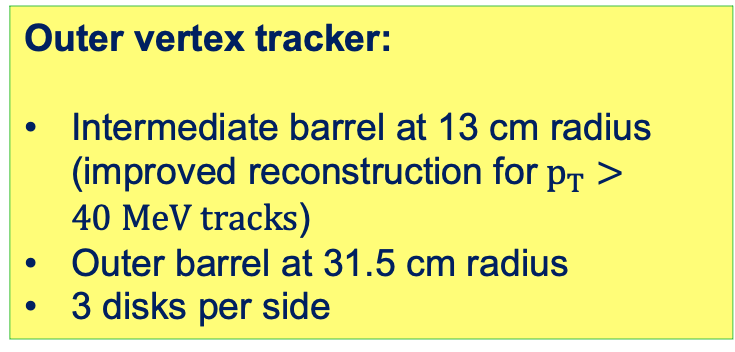 Outer vertex tracker:
• Intermediate barrel at 13 cm radius
(improved reconstruction for p_T >
40 MeV tracks)
• Outer barrel at 31.5 cm radius
• 3 disks per side